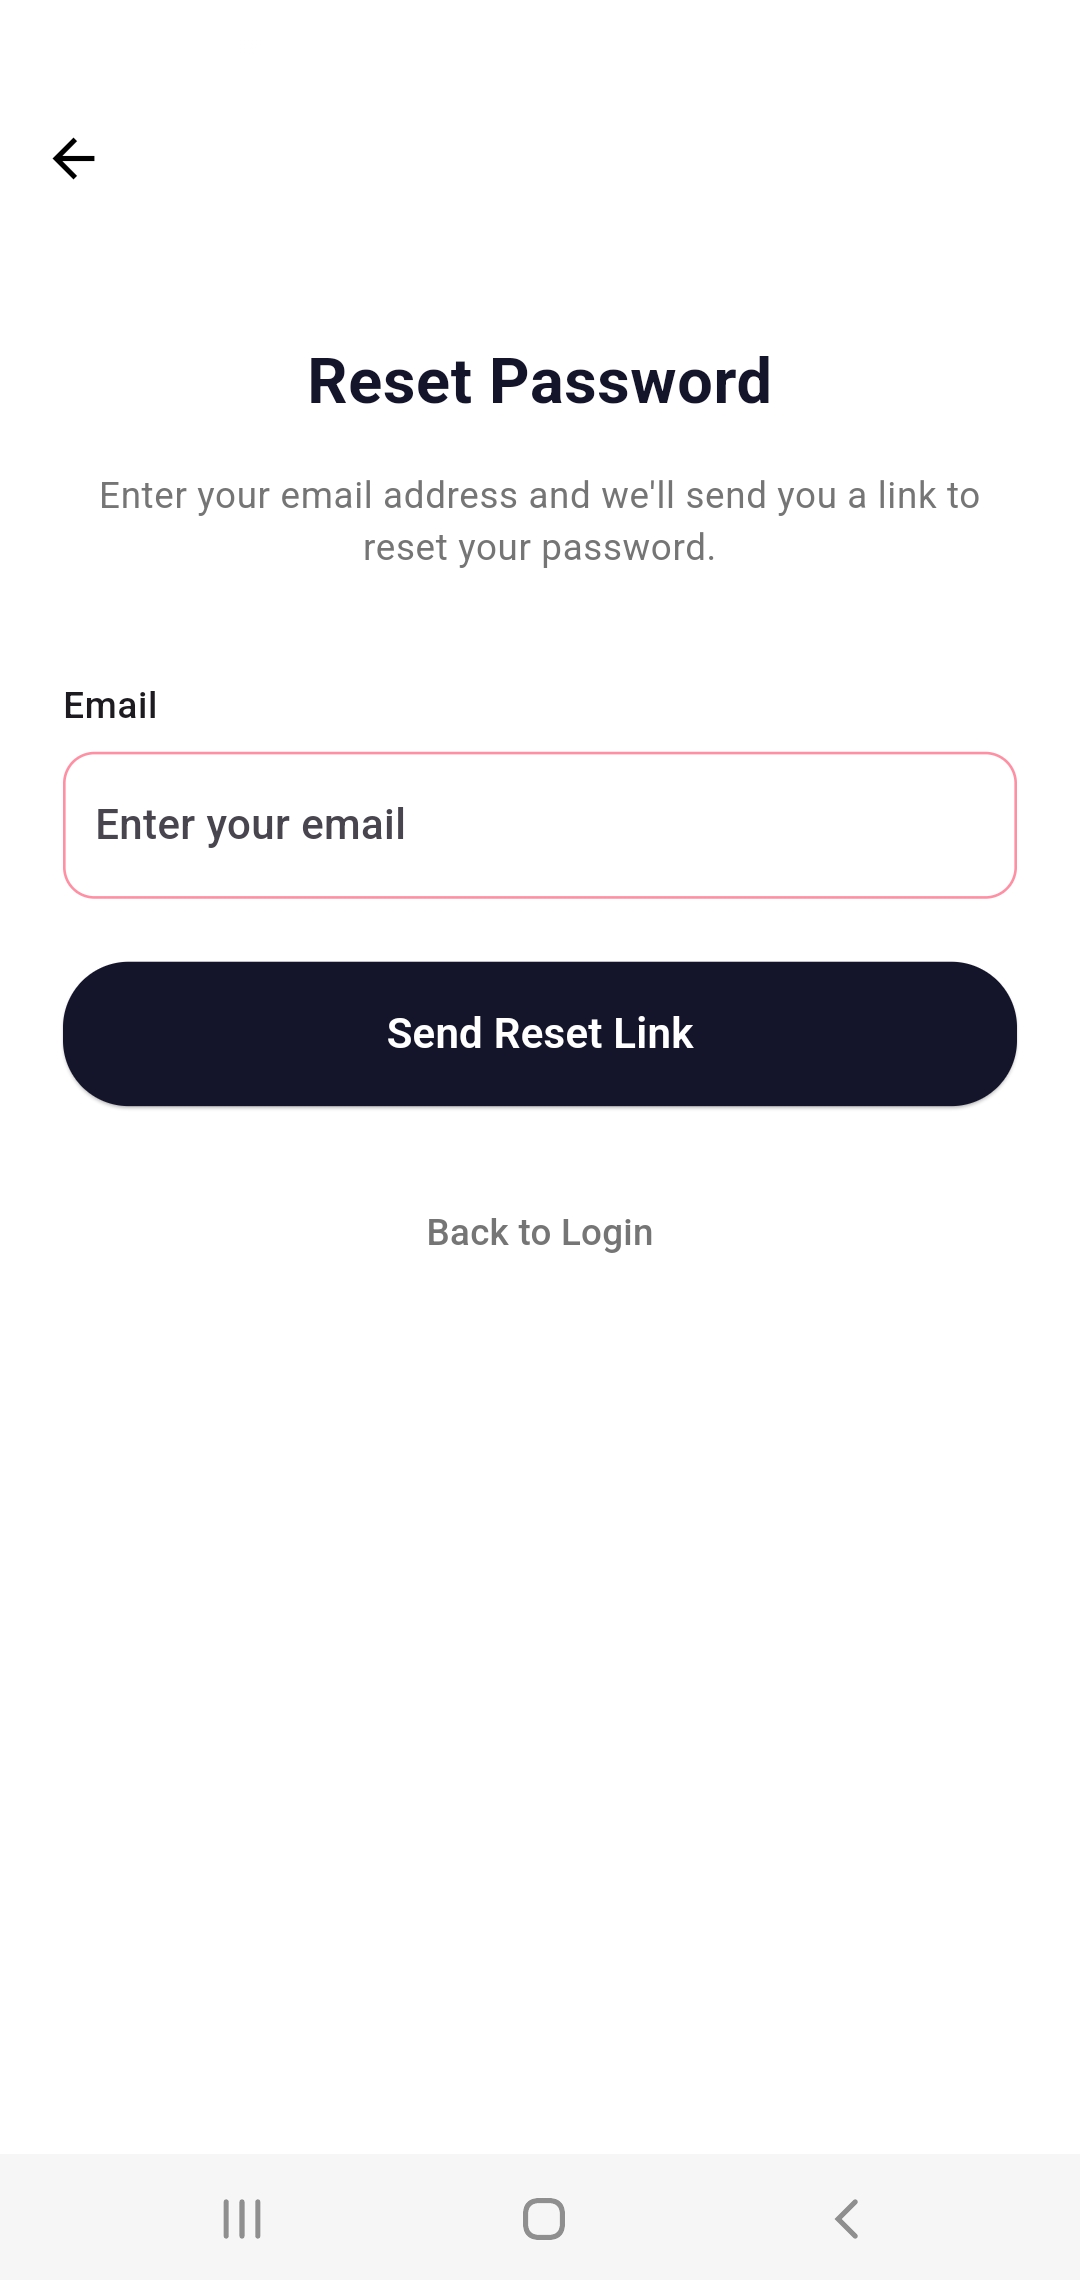 Reset Password
Enter your email address and we'll send you a link to
reset your password.
Email
Enter your email
Send Reset Link
Back to Login